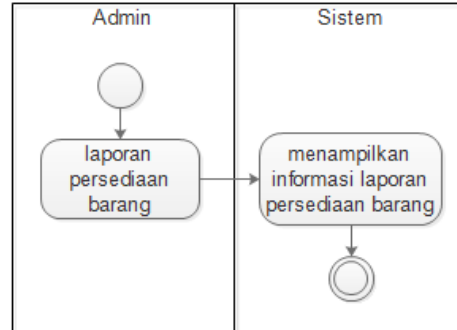 Admin
Sistem
laporan
persediaan
barang
menampilkan
informasi laporan
persediaan barang